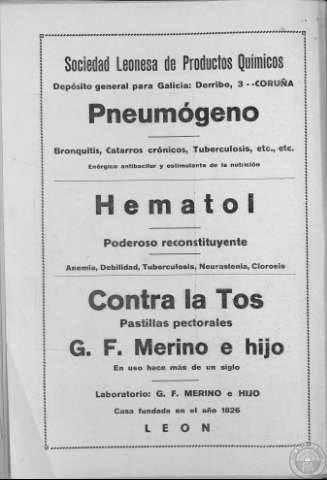 Sociedad Leonesa de Productos Químicos
Depósito general para Galicia: Derribo, 3 - - CORUÑA
Pneumógeno
Bronquitis, Catarros crónicos, Tuberculosis, etc., etc.
Enérgico antibacilar y estimulante de la nutrición
Hematol
Poderoso reconstituyente
Anemia, Debilidad, Tuberculosis, Neurastenia, Clorosis
Contra la Tos
Pastillas pectorales
G. F. Merino e hijo
En uso hace más de un siglo
Laboratorio: G. F. MERINO e HIJO
Casa fundada en el año 1826
LEON